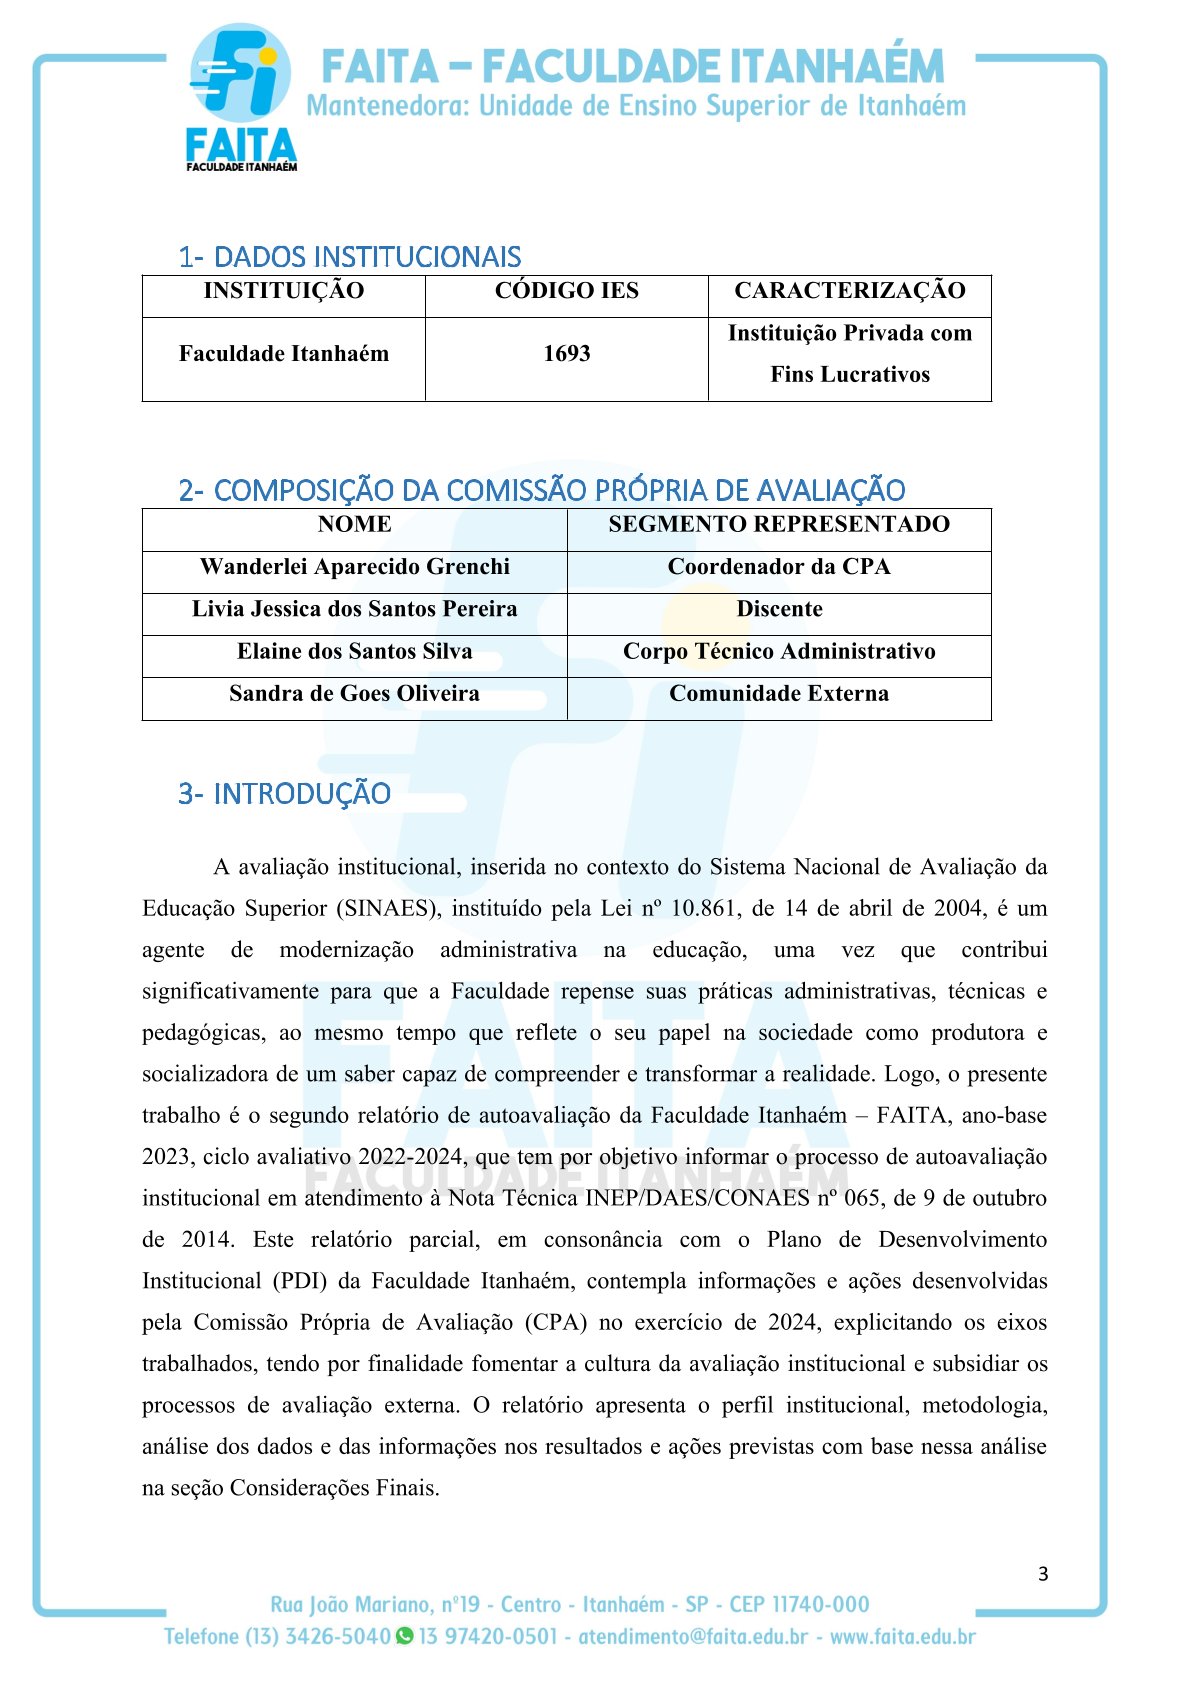 FAITA – FACULDADE ITANHAÉM
Mantenedora: Unidade de Ensino Superior de Itanhaém
FAITA
FACULDADE ITANHAÉM
1- DADOS INSTITUCIONAIS
INSTITUIÇÃO CÓDIGO IES CARACTERIZAÇÃO
Faculdade Itanhaém 1693 Instituição Privada com
Fins Lucrativos
2- COMPOSIÇÃO DA COMISSÃO PRÓPRIA DE AVALIAÇÃO
NOME SEGMENTO REPRESENTADO
Wanderlei Aparecido Grenchi Coordenador da CPA
Livia Jessica dos Santos Pereira Discente
Elaine dos Santos Silva Corpo Técnico Administrativo
Sandra de Goes Oliveira Comunidade Externa
3- INTRODUÇÃO
A avaliação institucional, inserida no contexto do Sistema Nacional de Avaliação da
Educação Superior (SINAES), instituído pela Lei nº 10.861, de 14 de abril de 2004, é um
agente de modernização administrativa na educação, uma vez que contribui
significativamente para que a Faculdade repense suas práticas administrativas, técnicas e
pedagógicas, ao mesmo tempo que reflete o seu papel na sociedade como produtora e
socializadora de um saber capaz de compreender e transformar a realidade. Logo, o presente
trabalho é o segundo relatório de autoavaliação da Faculdade Itanhaém – FAITA, ano-base
2023, ciclo avaliativo 2022-2024, que tem por objetivo informar o processo de autoavaliação
institucional em atendimento à Nota Técnica INEP/DAES/CONAES nº 065, de 9 de outubro
de 2014. Este relatório parcial, em consonância com o Plano de Desenvolvimento
Institucional (PDI) da Faculdade Itanhaém, contempla informações e ações desenvolvidas
pela Comissão Própria de Avaliação (CPA) no exercício de 2024, explicitando os eixos
trabalhados, tendo por finalidade fomentar a cultura da avaliação institucional e subsidiar os
processos de avaliação externa. O relatório apresenta o perfil institucional, metodologia,
análise dos dados e das informações nos resultados e ações previstas com base nessa análise
na seção Considerações Finais.
FAITA
FACULDADE ITANHAÉM
3
Rua João Mariano, nº19 - Centro - Itanhaém - SP - CEP 11740-000
Telefone (13) 3426-5040 13 97420-0501 - atendimento@faita.edu.br - www.faita.edu.br